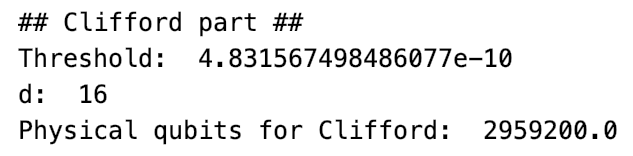 ## Clifford part ##
Threshold:  4.831567498486077e-10
d:  16
Physical qubits for Clifford:  2959200.0